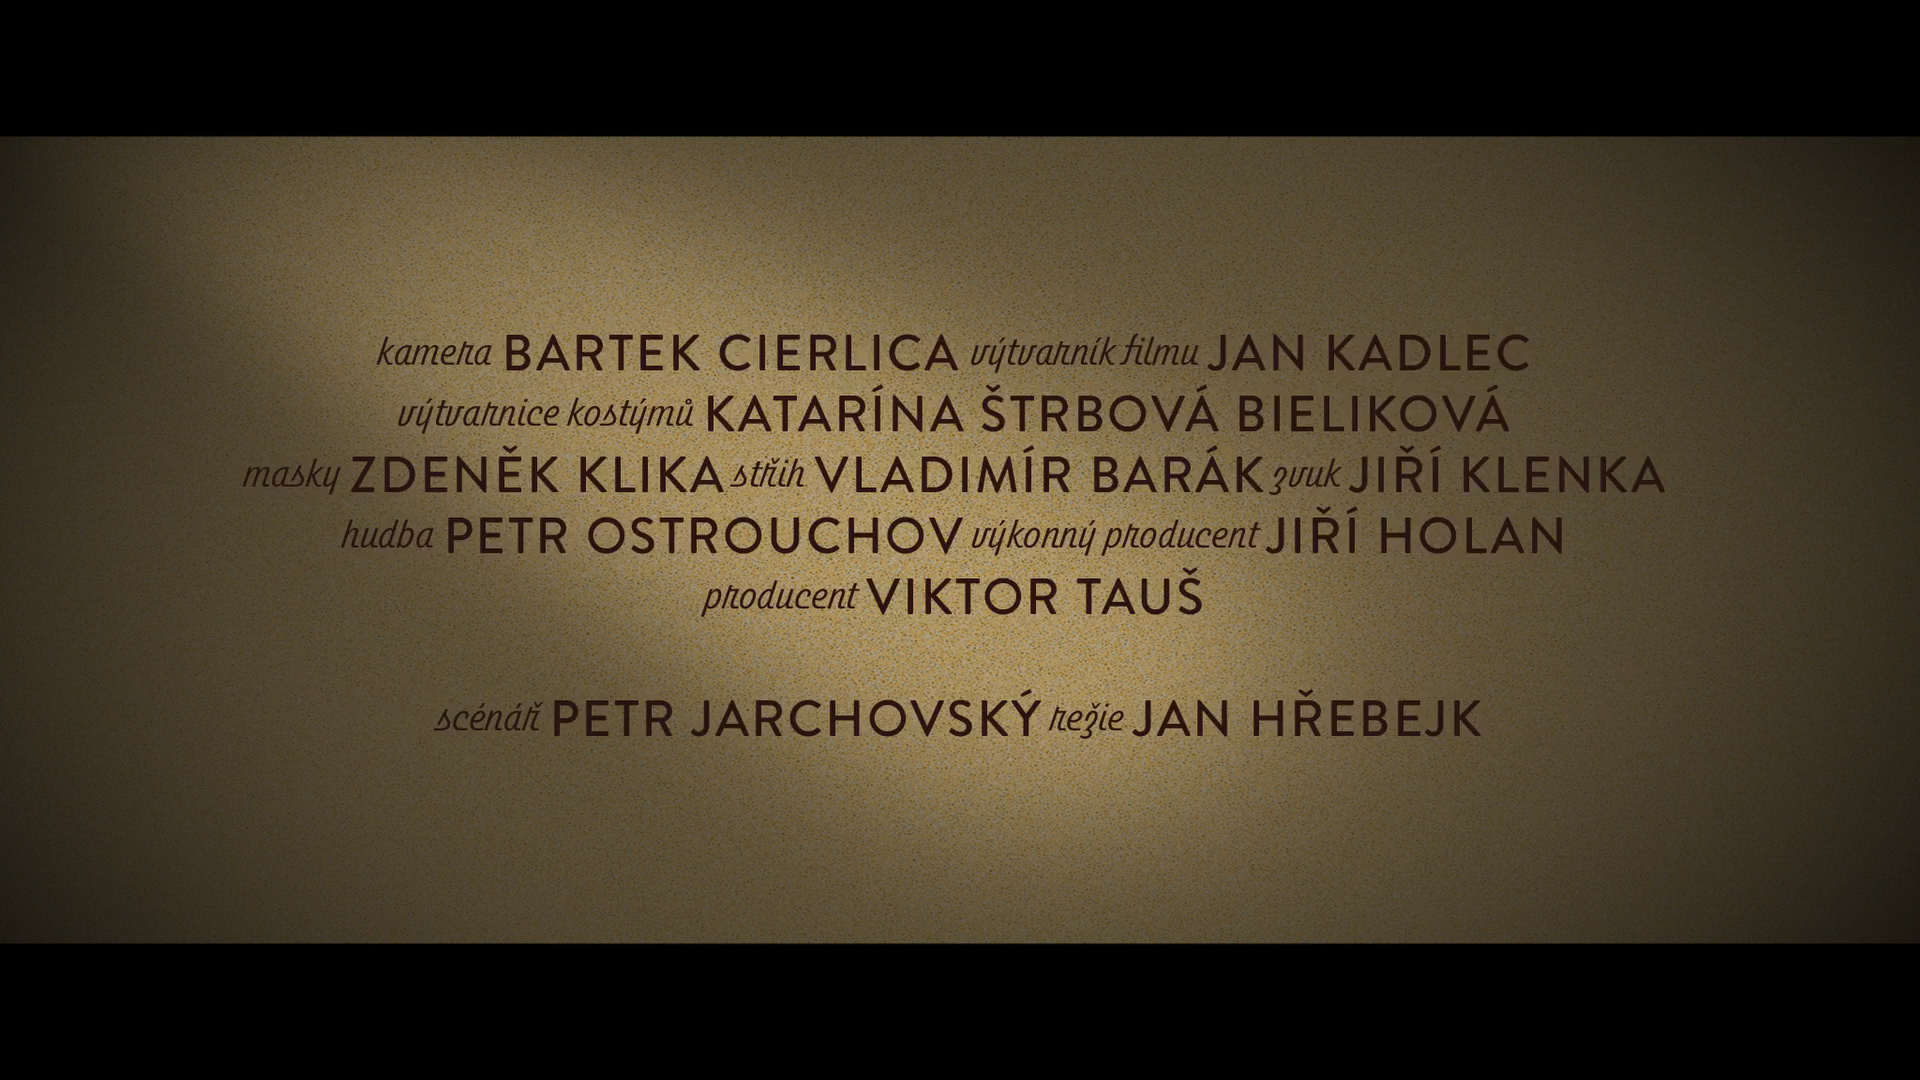 kamera BARTEK CIERLICA výtvarník filmu JAN KADLEC
výtvarnice kostýmů KATARÍNA ŠTRBOVÁ BIELIKOVÁ
masky ZDENĚK KLIKA střih VLADIMÍR BARÁK zvuk JIŘÍ KLENKA
hudba PETR OSTROUCHOV výkonný producent JIŘÍ HOLAN
producent VIKTOR TAUŠ
scénář PETR JARCHOVSKÝ režie JAN HŘEBEJK